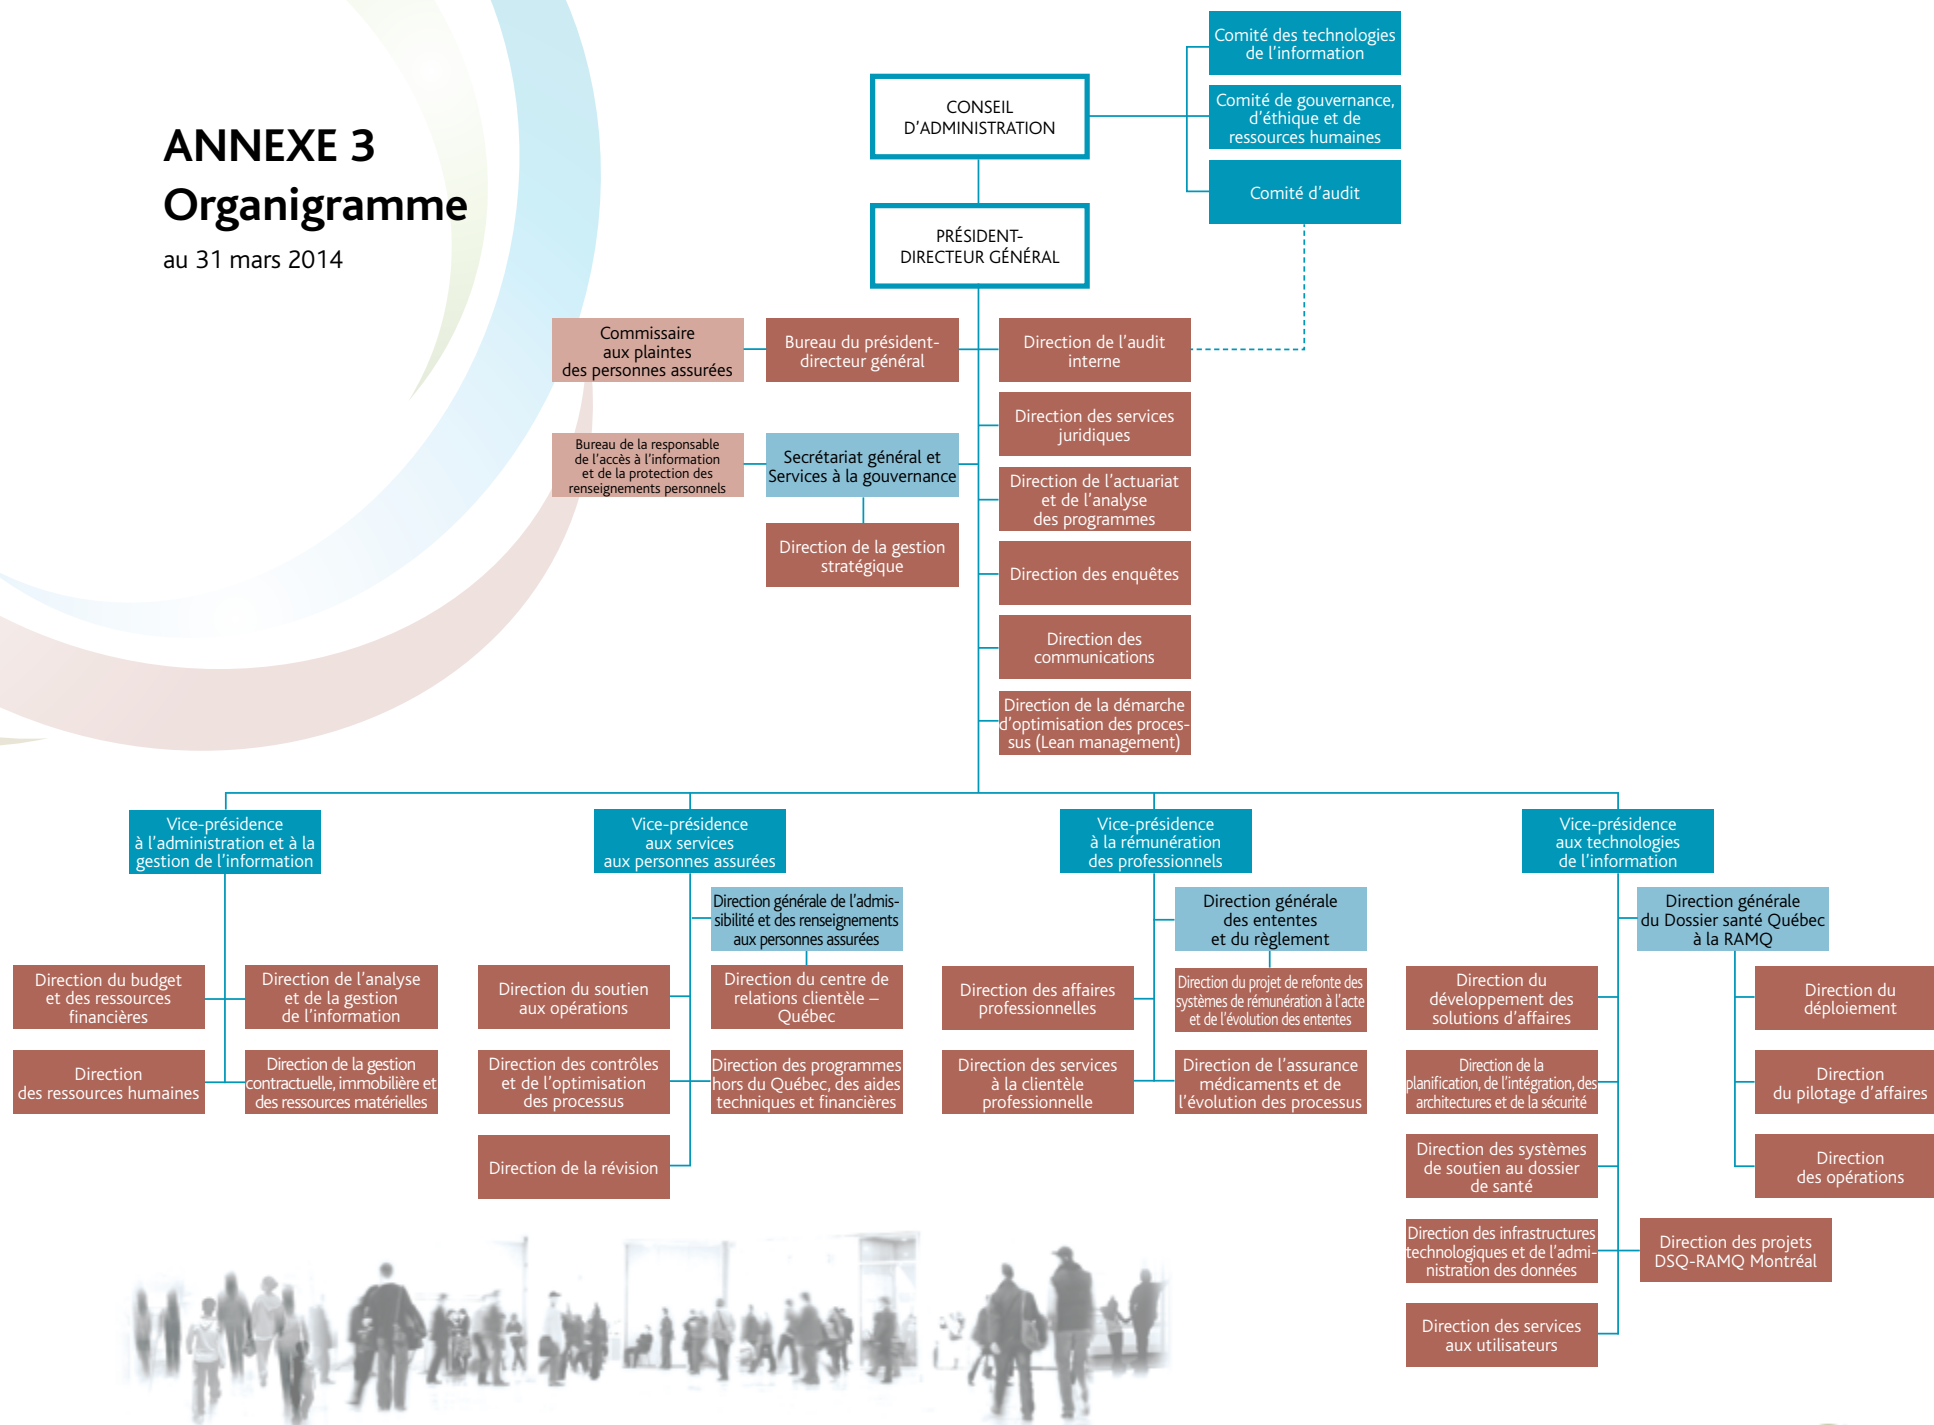 ANNEXE 3
Organigramme
au 31 mars 2014
CONSEIL
D'ADMINISTRATION
Comité des technologies
de l'information
Comité de gouvernance,
d'éthique et de
ressources humaines
Comité d'audit
PRÉSIDENT-
DIRECTEUR GÉNÉRAL
Commissaire
aux plaintes
des personnes assurées
Bureau du président-
directeur général
Direction de l'audit
interne
Direction des services
juridiques
Bureau de la responsable
de l'accès à l'information
et de la protection des
renseignements personnels
Secrétariat général et
Services à la gouvernance
Direction de l'actuariat
et de l'analyse
des programmes
Direction de la gestion
stratégique
Direction des enquêtes
Direction des
communications
Direction de la démarche
d'optimisation des proces-
sus (Lean management)
Vice-présidence
à l'administration et à la
gestion de l'information
Direction du budget
et des ressources
financières
Direction de l'analyse
et de la gestion
de l'information
Direction
des ressources humaines
Direction de la gestion
contractuelle, immobilière et
des ressources matérielles
Vice-présidence
aux services
aux personnes assurées
Direction générale de l'admis-
sibilité et des renseignements
aux personnes assurées
Direction du soutien
aux opérations
Direction du centre de
relations clientèle –
Québec
Direction des contrôles
et de l'optimisation
des processus
Direction des programmes
hors du Québec, des aides
techniques et financières
Direction de la révision
Vice-présidence
à la rémunération
des professionnels
Direction générale
des ententes
et du règlement
Direction des affaires
professionnelles
Direction du projet de refonte des
systèmes de rémunération à l'acte
et de l'évolution des ententes
Direction des services
à la clientèle
professionnelle
Direction de l'assurance
médicaments et de
l'évolution des processus
Vice-présidence
aux technologies
de l'information
Direction générale
du Dossier santé Québec
à la RAMQ
Direction du
développement des
solutions d'affaires
Direction du
déploiement
Direction de la
planification, de l'intégration, des
architectures et de la sécurité
Direction
du pilotage d'affaires
Direction des systèmes
de soutien au dossier
de santé
Direction
des opérations
Direction des infrastructures
technologiques et de l'admi-
nistration des données
Direction des projets
DSQ-RAMQ Montréal
Direction des services
aux utilisateurs